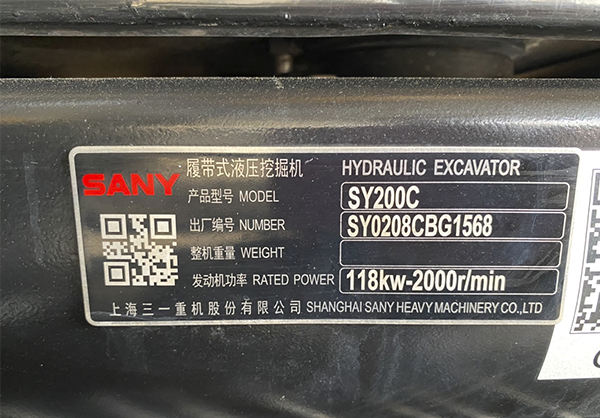 SANY
履带式液压挖掘机 HYDRAULIC EXCAVATOR
产品型号 MODEL SY200C
出厂编号 NUMBER SY0208CBG1568
整机重量 WEIGHT
发动机功率 RATED POWER 118kw-2000r/min
上海三一重机股份有限公司 SHANGHAI SANY HEAVY MACHINERY CO.,LTD